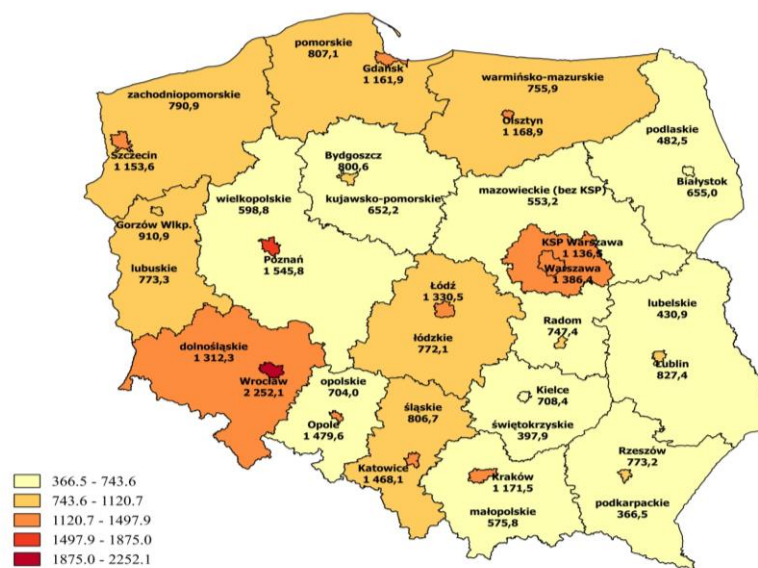 pomorskie
807,1
Gdańsk
1 161,9
warmińsko-mazurskie
755,9
Olsztyn
1 168,9
zachodniopomorskie
790,9
Szczecin
1 153,6
podlaskie
482,5
Białystok
655,0
Bydgoszcz
800,6
kujawsko-pomorskie
652,2
wielkopolskie
598,8
Poznań
1 545,8
mazowieckie (bez KSP)
553,2
KSP Warszawa
1 136,5
Warszawa
1 386,4
Gorzów Wlkp.
910,9
lubuskie
773,3
Łódź
1 330,5
łódzkie
772,1
Radom
747,4
lubelskie
430,9
Lublin
827,4
dolnośląskie
1 312,3
Wrocław
2 252,1
opolskie
704,0
Opole
1 479,6
śląskie
806,7
Katowice
1 468,1
Kielce
708,4
świętokrzyskie
397,9
Kraków
1 171,5
małopolskie
575,8
Rzeszów
773,2
podkarpackie
366,5
366.5 - 743.6
743.6 - 1120.7
1120.7 - 1497.9
1497.9 - 1875.0
1875.0 - 2252.1